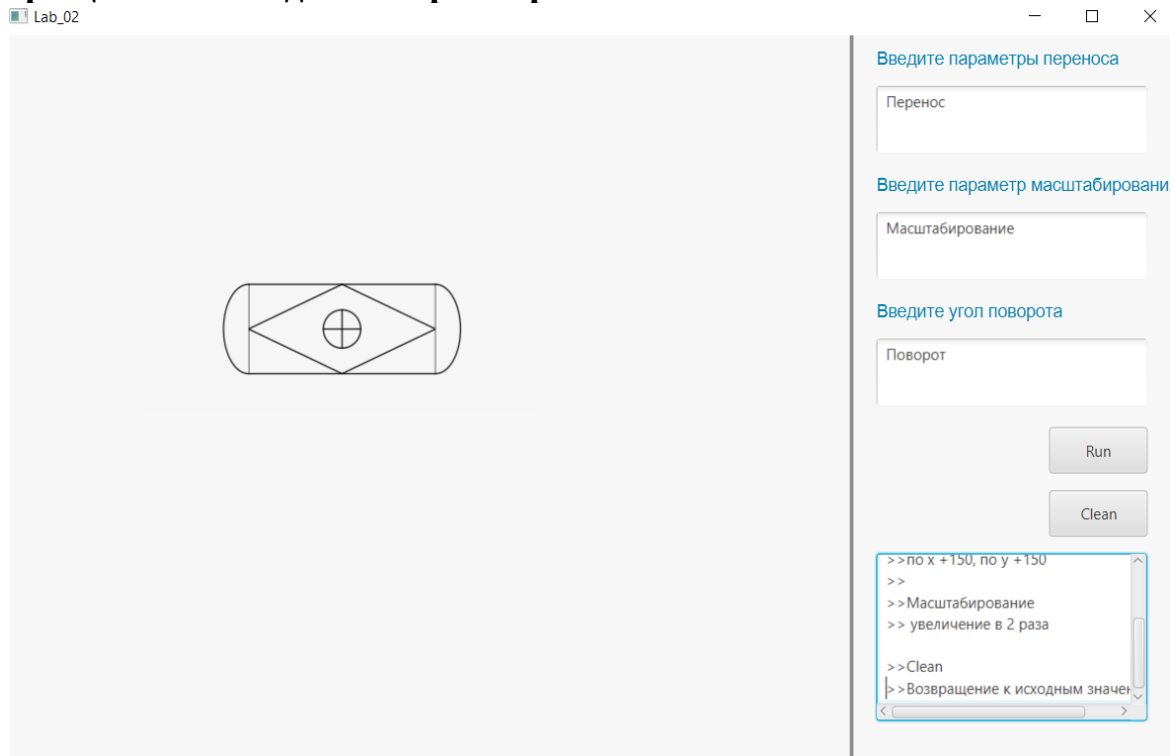 Lab_02
Введите параметры переноса
Перенос
Введите параметр масштабировани
Масштабирование
Введите угол поворота
Поворот
Run
Clean
>>по x +150, по y +150
>>
>>Масштабирование
>> увеличение в 2 раза
>>Clean
>>Возвращение к исходным значен